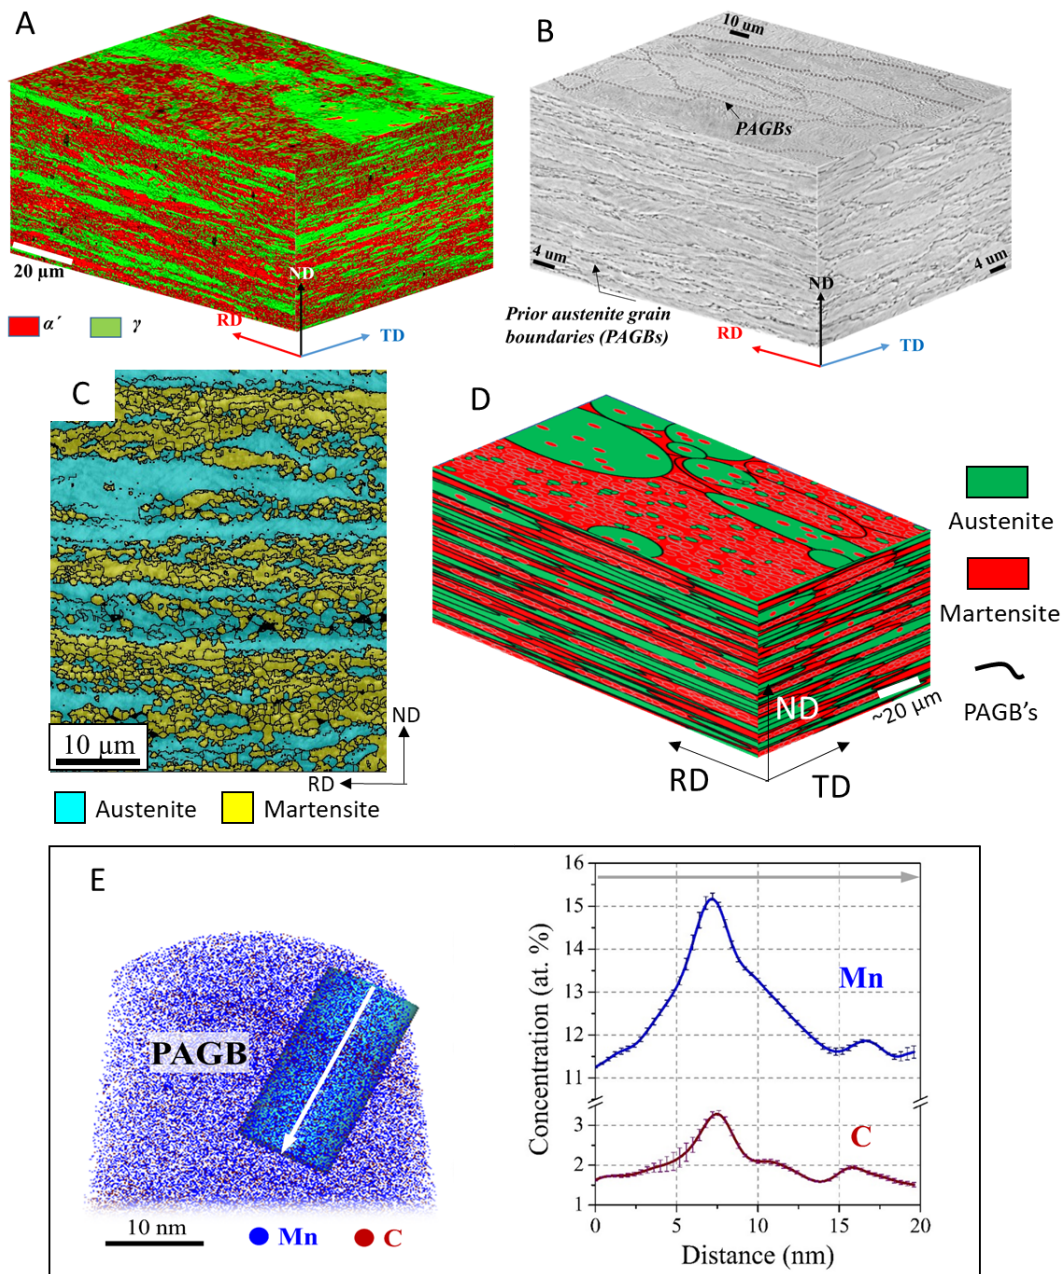 A
20 µm
ND
RD
TD
α´
γ
B
10 um
PAGBs
4 um
4 um
ND
Prior austenite grain
boundaries (PAGBs)
RD
TD
C
10 µm
ND
RD
Austenite
Martensite
D
Austenite
Martensite
PAGB's
~20 µm
ND
RD
TD
E
PAGB
10 nm
Mn
C
16
15
14
13
12
11
3
2
1
Concentration (at. %)
Mn
C
0
5
10
15
20
Distance (nm)